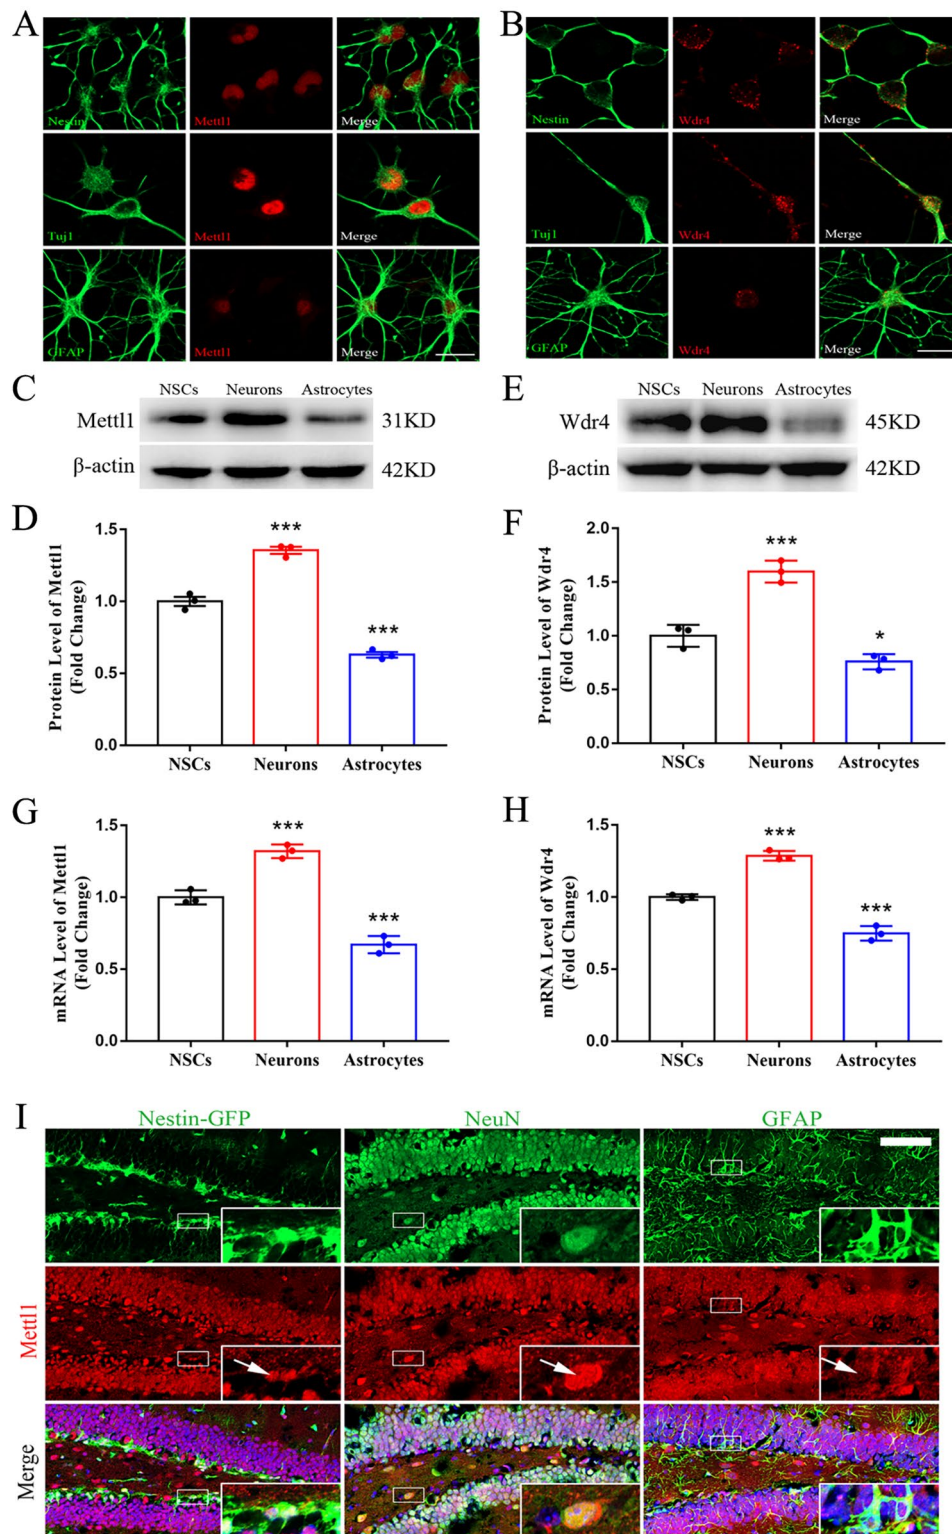 A
B
Nestin
Mettl1
Merge
Nestin
Wdr4
Merge
Tuj1
Mettl1
Merge
Tuj1
Wdr4
Merge
GFAP
Mettl1
Merge
GFAP
Wdr4
Merge
C
NSCs Neurons Astrocytes
Mettl1
31KD
β-actin
42KD
E
NSCs Neurons Astrocytes
Wdr4
45KD
β-actin
42KD
D
Protein Level of Mettl1
(Fold Change)
1.5
1.0
0.5
0.0
***
***
NSCs Neurons Astrocytes
F
Protein Level of Wdr4
(Fold Change)
2.0
1.5
1.0
0.5
0.0
***
*
NSCs Neurons Astrocytes
G
mRNA Level of Mettl1
(Fold Change)
1.5
1.0
0.5
0.0
***
***
NSCs Neurons Astrocytes
H
mRNA Level of Wdr4
(Fold Change)
1.5
1.0
0.5
0.0
***
***
NSCs Neurons Astrocytes
I
Nestin-GFP NeuN GFAP
Mettl1
Merge